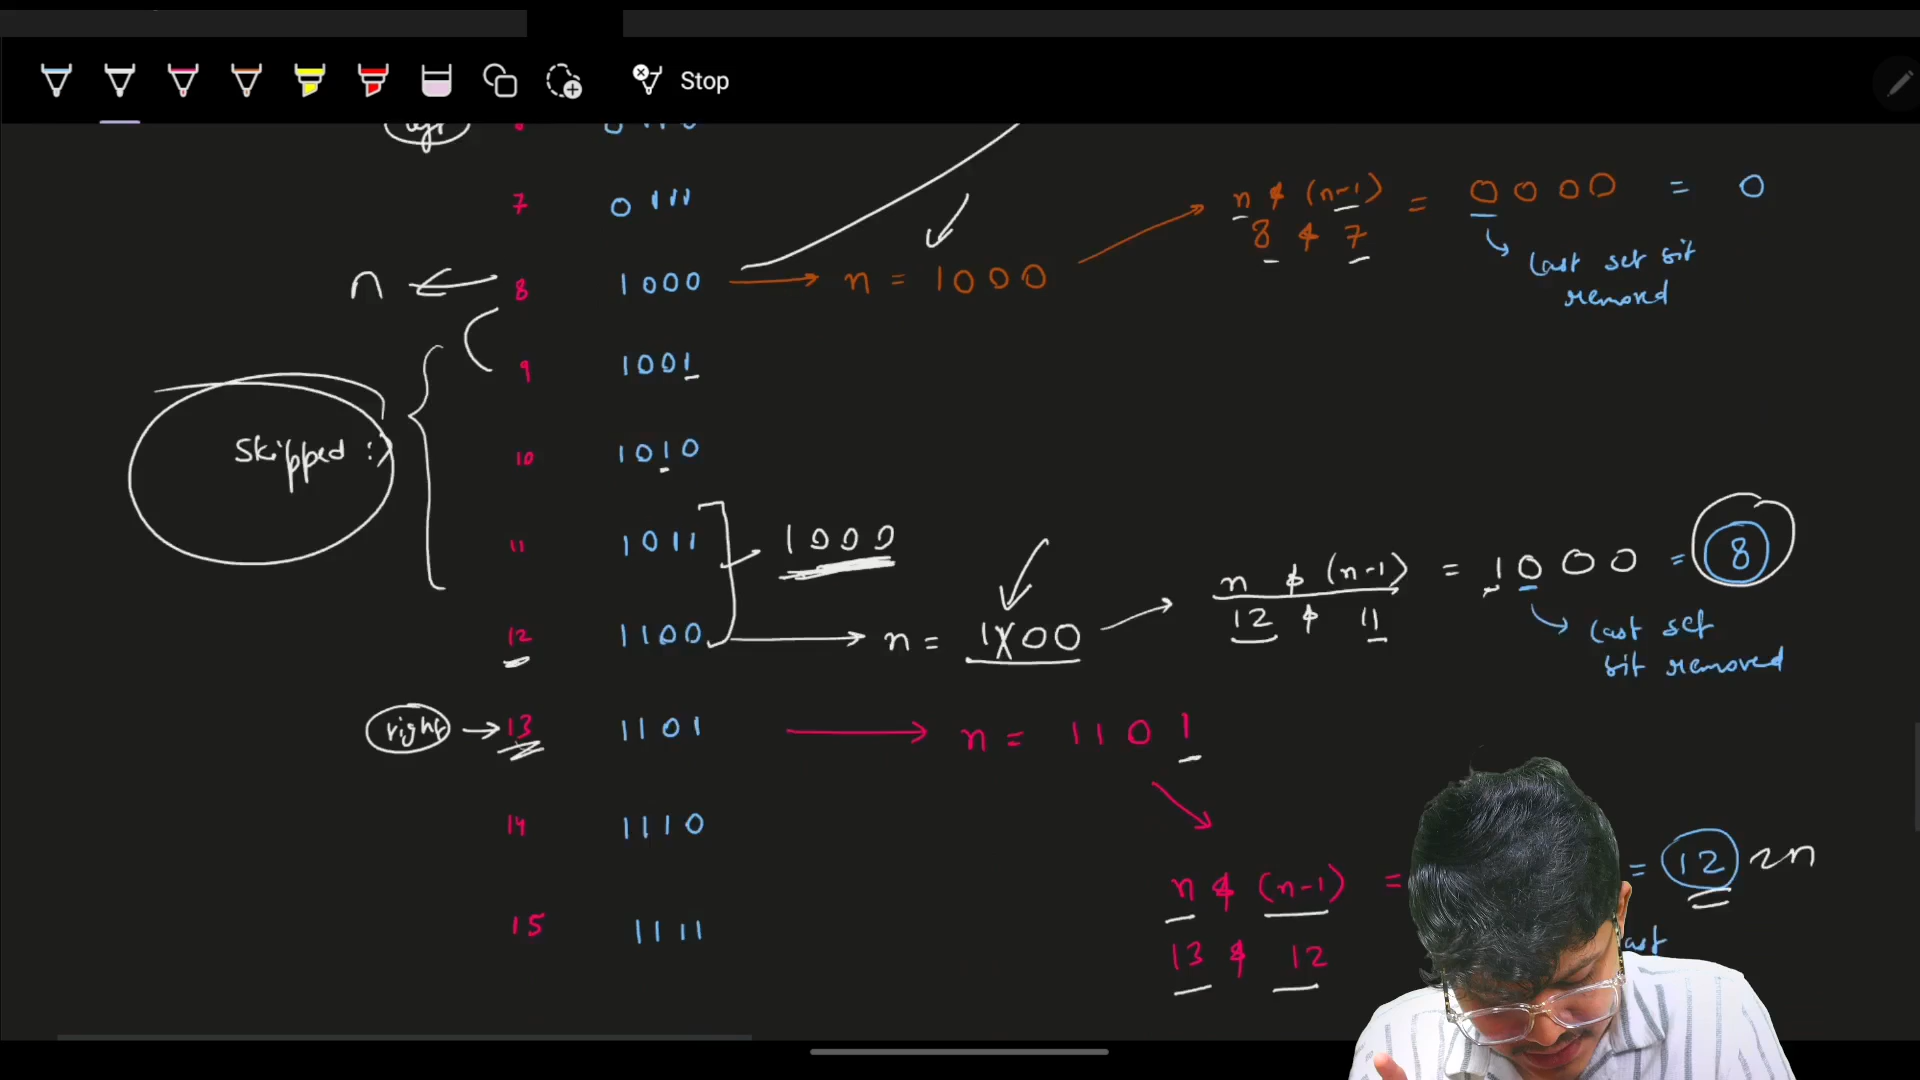 Stop
7 0111
n & (n-1) = 0000 = 0
8 & 7
last set bit
removed
n ← 8 1000 → n = 1000
9 1001
skipped :)
10 1010
11 1011
1000
n & (n-1) = 1000 = 8
12 & 11
last set
bit removed
12 1100 → n = 1100
right → 13 1101 → n = 1101
14 1110
n & (n-1) = = 12
13 & 12
15 1111